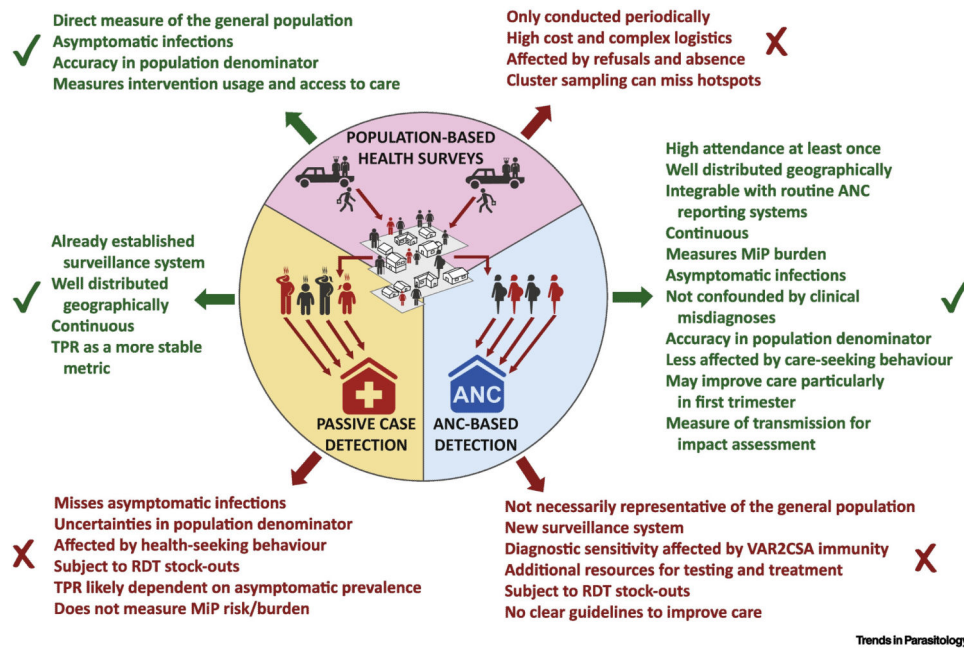 Direct measure of the general population
Asymptomatic infections
Accuracy in population denominator
Measures intervention usage and access to care
Only conducted periodically
High cost and complex logistics
Affected by refusals and absence
Cluster sampling can miss hotspots
POPULATION-BASED
HEALTH SURVEYS
High attendance at least once
Well distributed geographically
Integrable with routine ANC
reporting systems
Continuous
Measures MiP burden
Asymptomatic infections
Not confounded by clinical
misdiagnoses
Accuracy in population denominator
Less affected by care-seeking behaviour
May improve care particularly
in first trimester
Measure of transmission for
impact assessment
Already established
surveillance system
Well distributed
geographically
Continuous
TPR as a more stable
metric
PASSIVE CASE
DETECTION
ANC
ANC-BASED
DETECTION
Misses asymptomatic infections
Uncertainties in population denominator
Affected by health-seeking behaviour
Subject to RDT stock-outs
TPR likely dependent on asymptomatic prevalence
Does not measure MiP risk/burden
Not necessarily representative of the general population
New surveillance system
Diagnostic sensitivity affected by VAR2CSA immunity
Additional resources for testing and treatment
Subject to RDT stock-outs
No clear guidelines to improve care
Trends in Parasitology